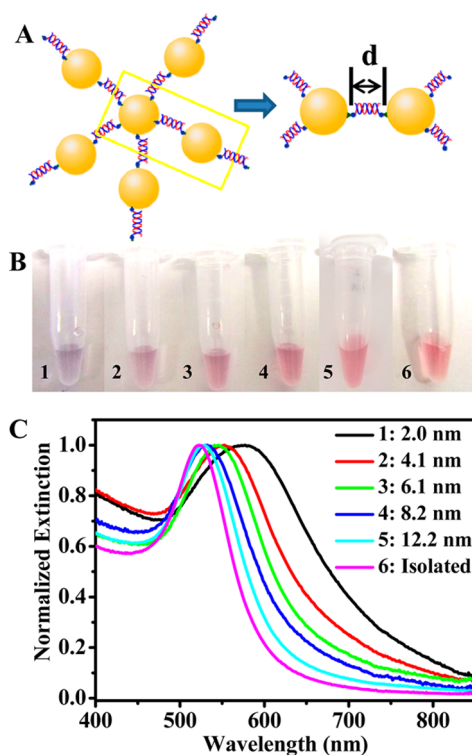 A
d
B
1 2 3 4 5 6
C
1.0
0.8
0.6
0.4
0.2
0.0
Normalized Extinction
1: 2.0 nm
2: 4.1 nm
3: 6.1 nm
4: 8.2 nm
5: 12.2 nm
6: Isolated
400 500 600 700 800
Wavelength (nm)